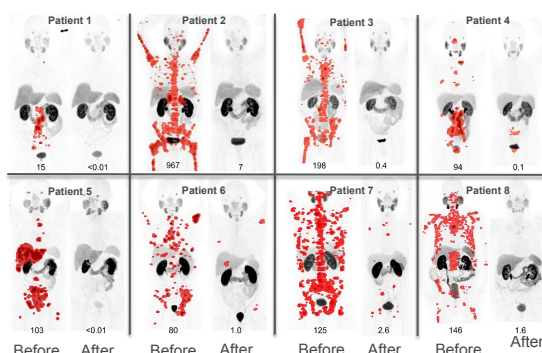 Patient 1 Patient 2 Patient 3 Patient 4
15 <0.01 967 7 198 0.4 94 0.1
Patient 5 Patient 6 Patient 7 Patient 8
103 <0.01 80 1.0 125 2.6 146 1.6
Before After Before After Before After Before After